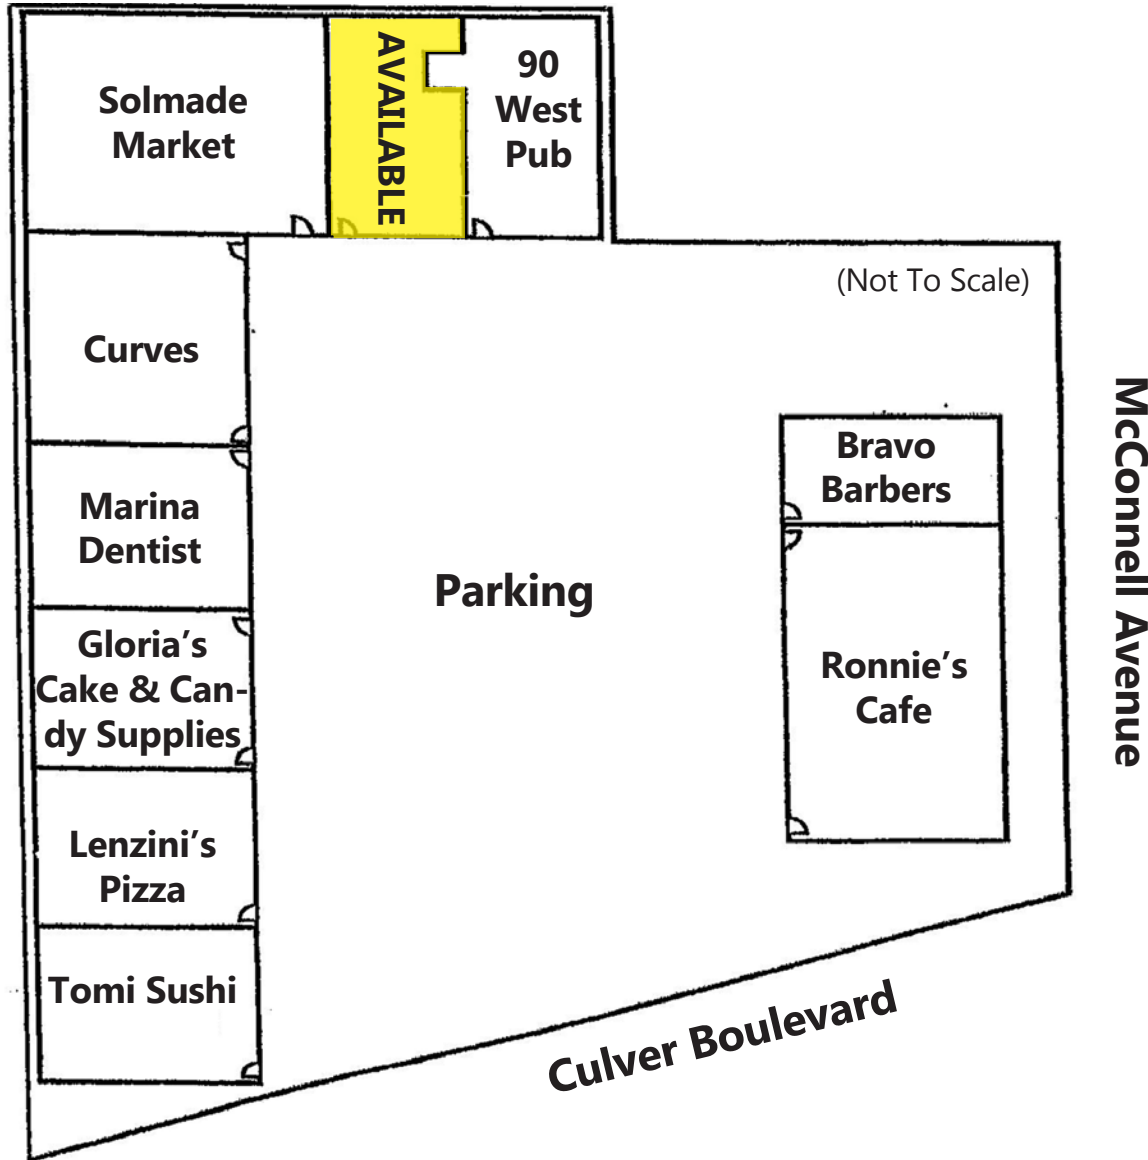 Solmade
Market
AVAILABLE
90
West
Pub
(Not To Scale)
Curves
McConnell Avenue
Bravo
Barbers
Marina
Dentist
Parking
Gloria’s
Cake & Can-
dy Supplies
Ronnie’s
Cafe
Lenzini’s
Pizza
Tomi Sushi
Culver Boulevard